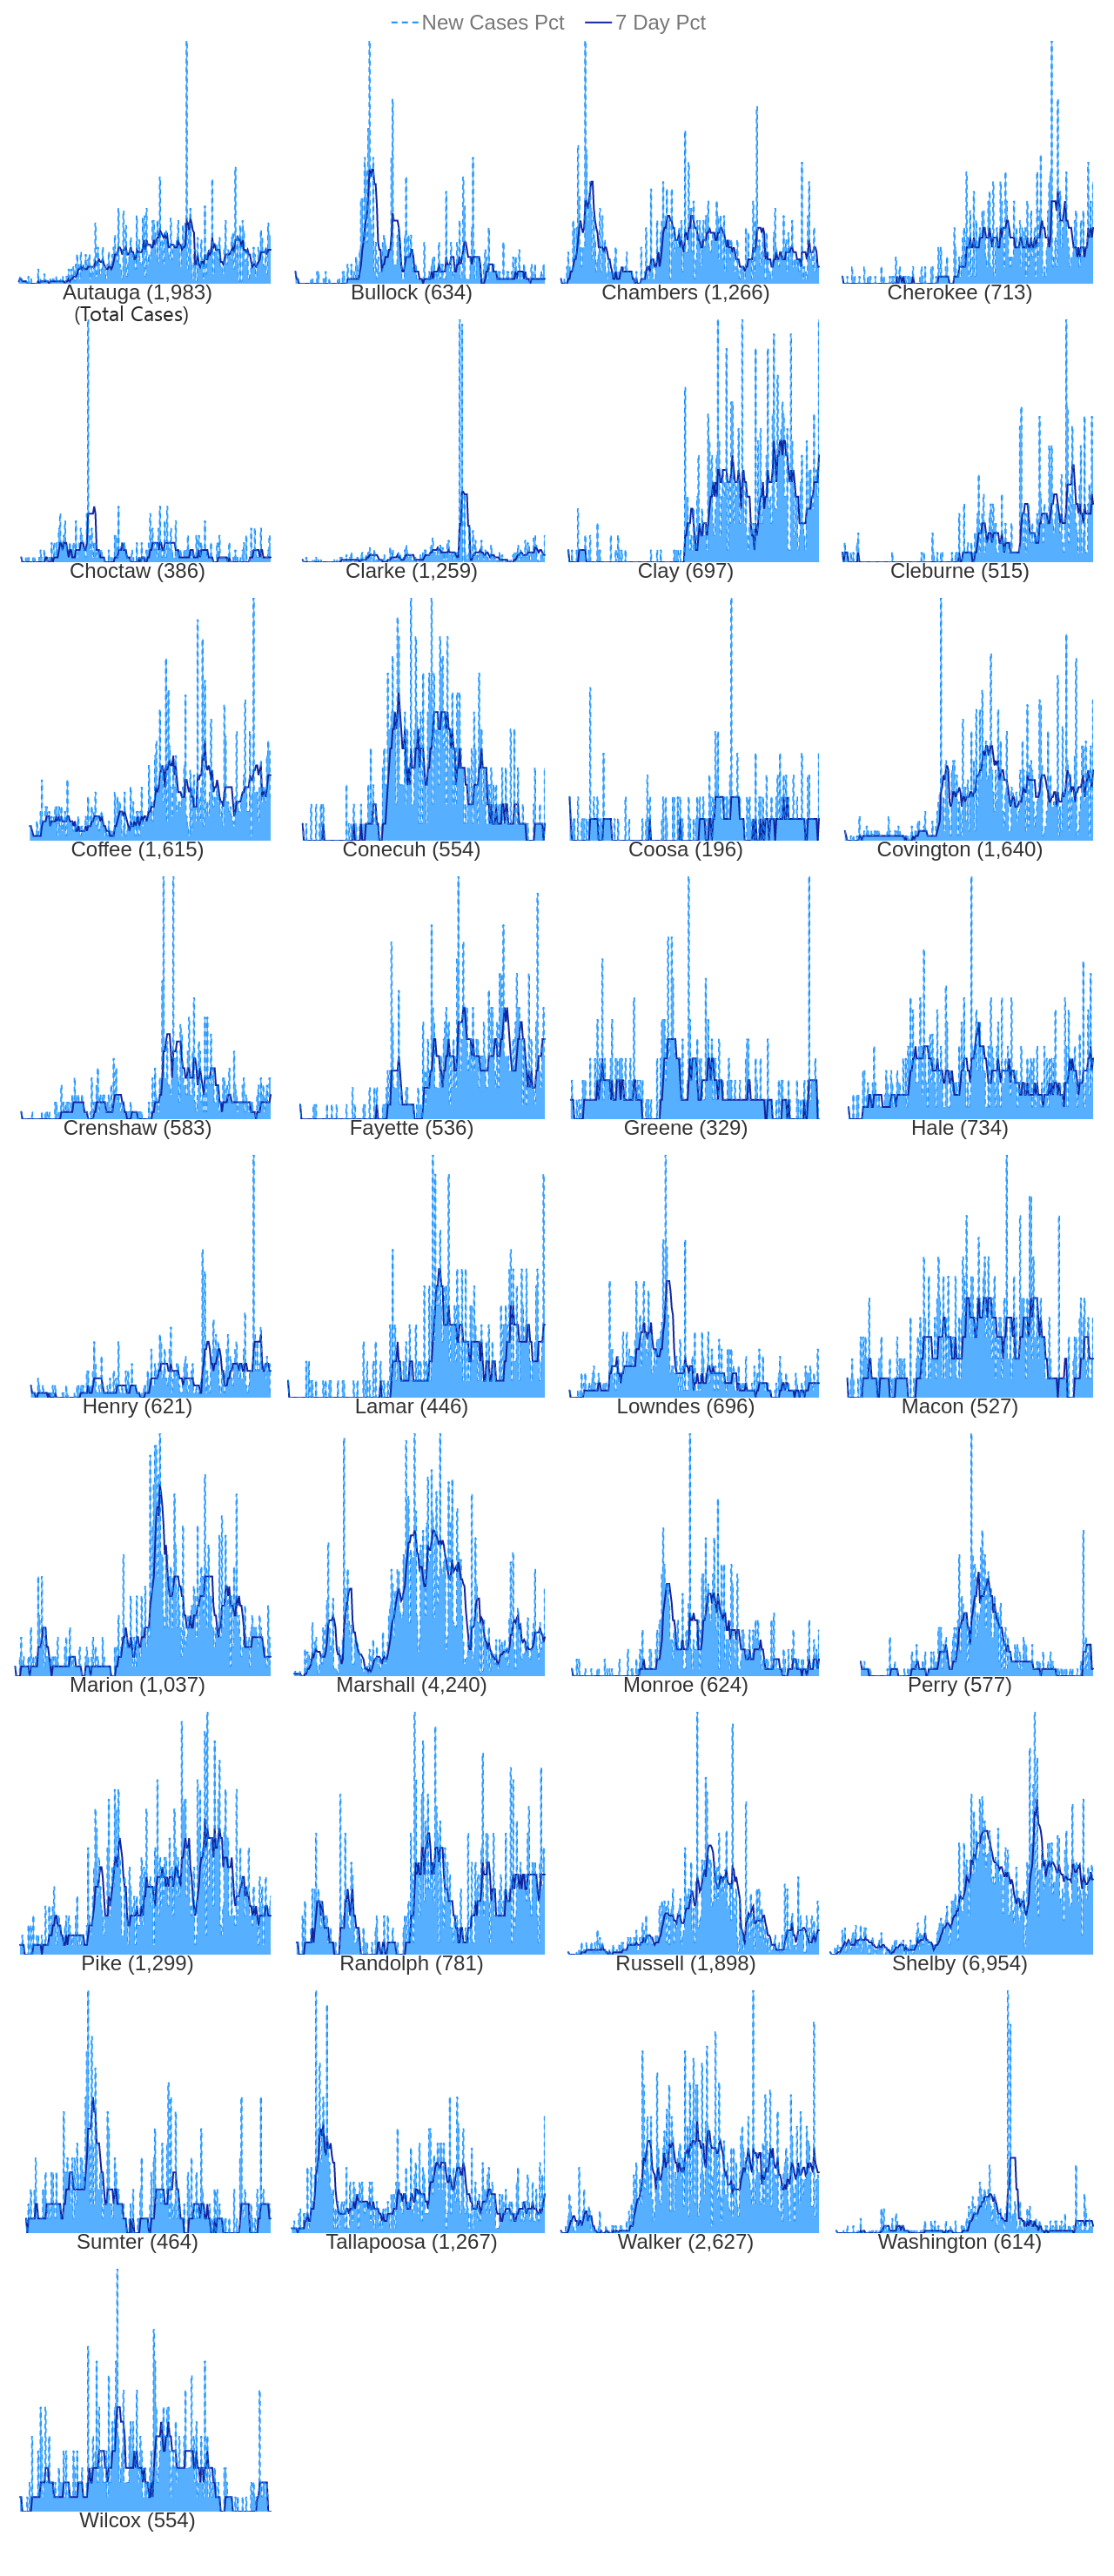 New Cases Pct 7 Day Pct
Autauga (1,983) Bullock (634) Chambers (1,266) Cherokee (713)
(Total Cases)
Choctaw (386) Clarke (1,259) Clay (697) Cleburne (515)
Coffee (1,615) Conecuh (554) Coosa (196) Covington (1,640)
Crenshaw (583) Fayette (536) Greene (329) Hale (734)
Henry (621) Lamar (446) Lowndes (696) Macon (527)
Marion (1,037) Marshall (4,240) Monroe (624) Perry (577)
Pike (1,299) Randolph (781) Russell (1,898) Shelby (6,954)
Sumter (464) Tallapoosa (1,267) Walker (2,627) Washington (614)
Wilcox (554)